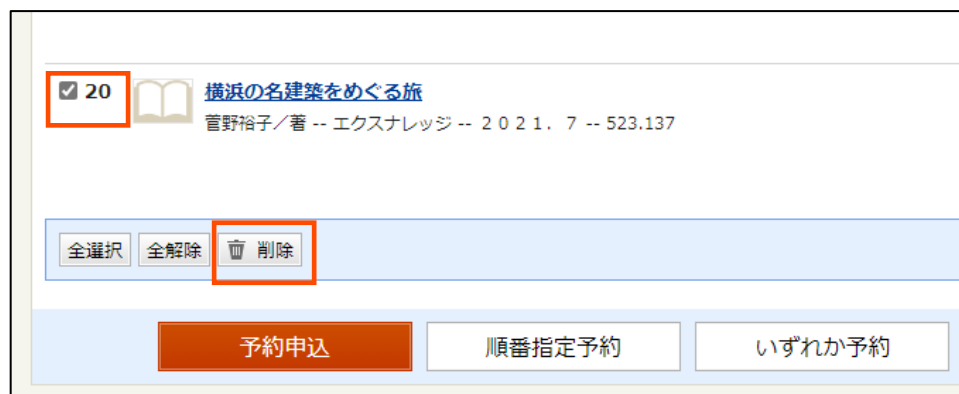 20 横浜の名建築をめぐる旅
菅野裕子／著 -- エクスナレッジ -- ２０２１．７ -- 523.137
全選択 全解除 削除
予約申込 順番指定予約 いずれか予約